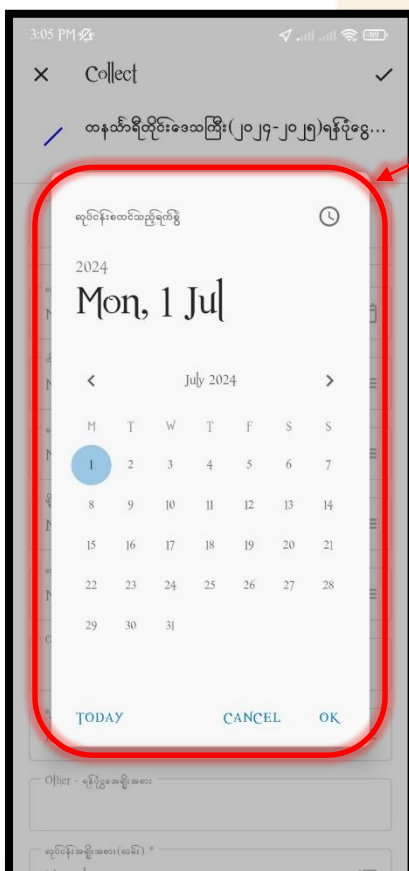 3:05 PM
69
Collect
တနင်္သာရီတိုင်းဒေသကြီး(၂၀၂၄-၂၀၂၅)ရန်ပုံငွေ...
လုပ်ငန်းစတင်သည့်ရက်စွဲ
2024
Mon, 1 Jul
July 2024
M T W T F S S
1 2 3 4 5 6 7
8 9 10 11 12 13 14
15 16 17 18 19 20 21
22 23 24 25 26 27 28
29 30 31
TODAY CANCEL OK
Other - ရန်ပုံငွေအမျိုးအစား
လုပ်ငန်းအမျိုးအစား(လမ်း) *